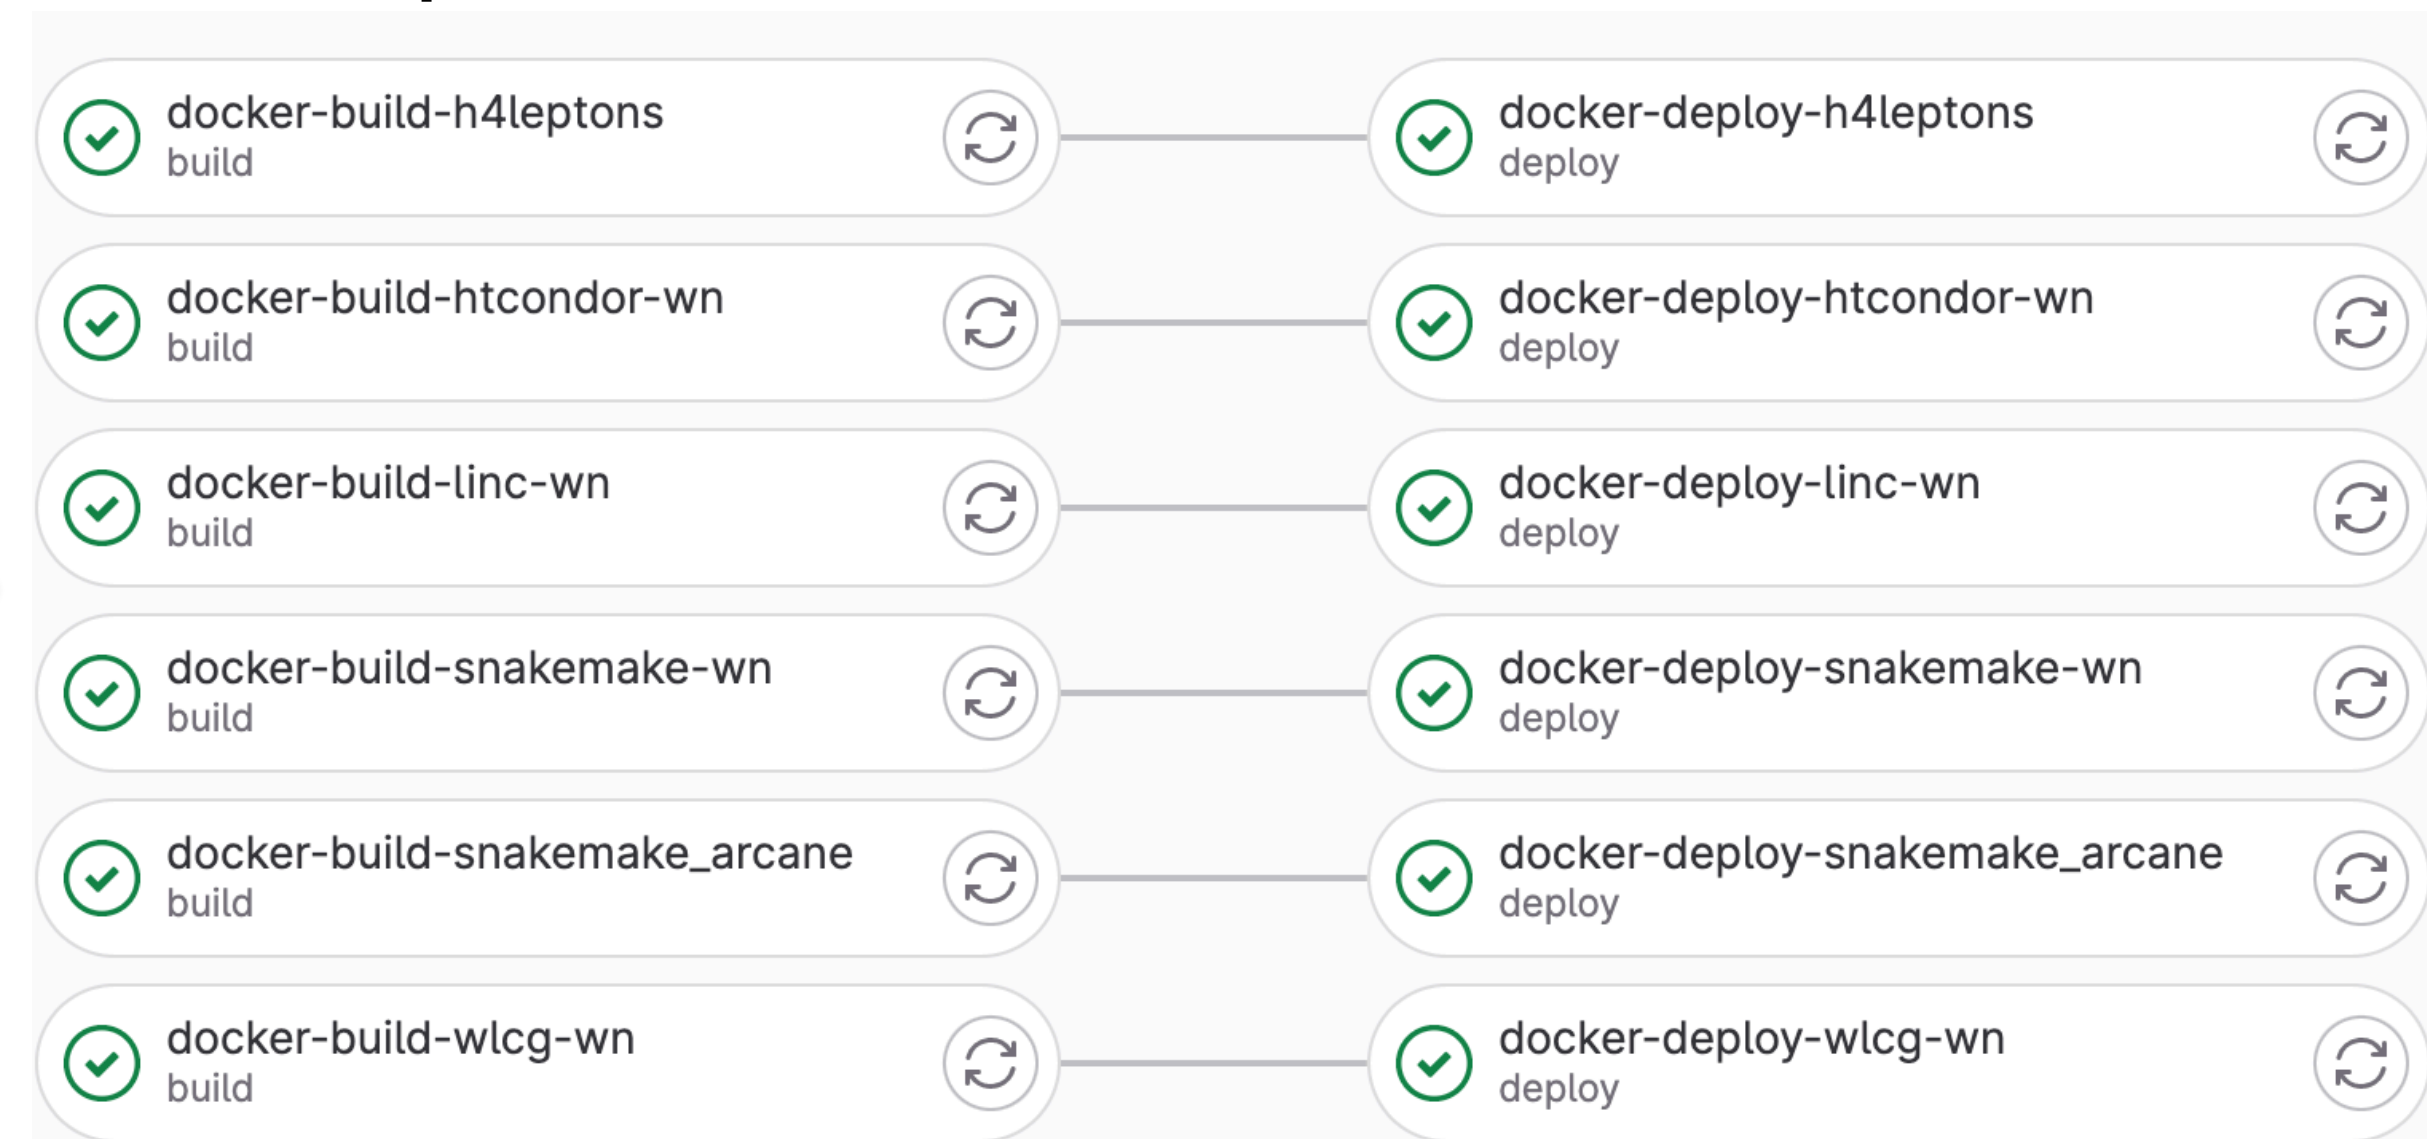 docker-build-h4leptons
build
docker-deploy-h4leptons
deploy
docker-build-htcondor-wn
build
docker-deploy-htcondor-wn
deploy
docker-build-linc-wn
build
docker-deploy-linc-wn
deploy
docker-build-snakemake-wn
build
docker-deploy-snakemake-wn
deploy
docker-build-snakemake_arcane
build
docker-deploy-snakemake_arcane
deploy
docker-build-wlcg-wn
build
docker-deploy-wlcg-wn
deploy